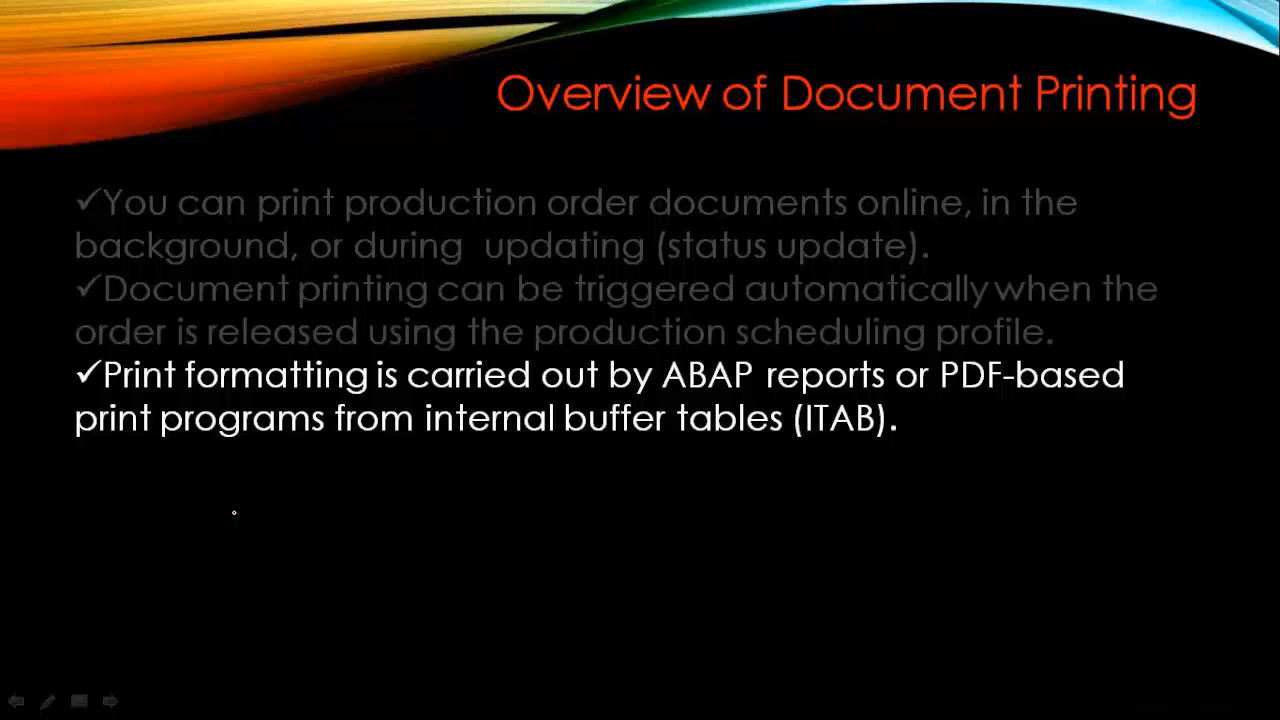 Overview of Document Printing
✓You can print production order documents online, in the
background, or during  updating (status update).
✓Document printing can be triggered automatically when the
order is released using the production scheduling profile.
✓Print formatting is carried out by ABAP reports or PDF-based
print programs from internal buffer tables (ITAB).